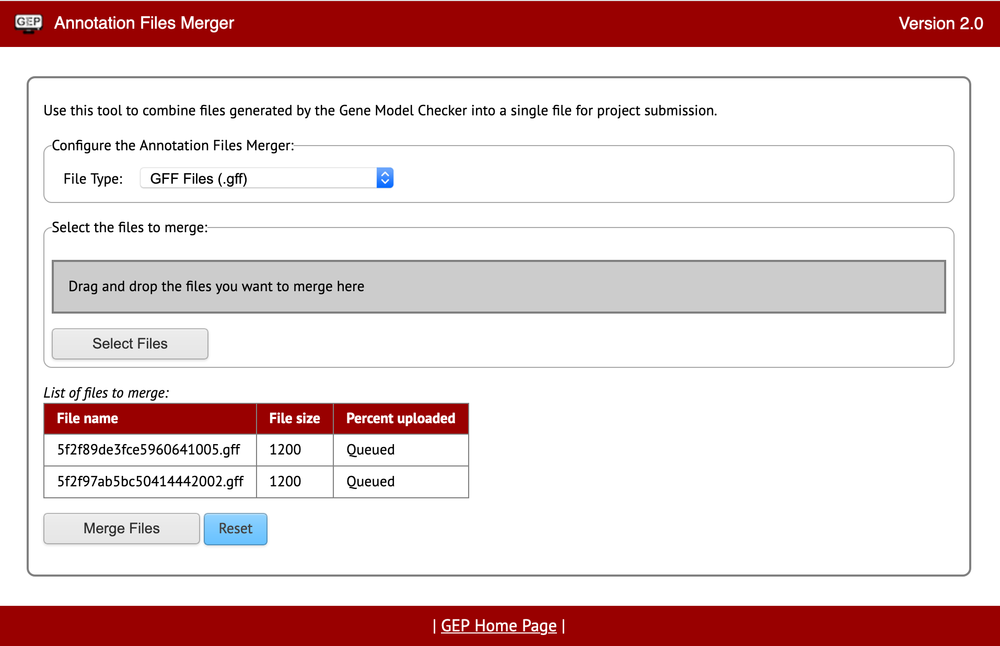 GEP Annotation Files Merger Version 2.0
Use this tool to combine files generated by the Gene Model Checker into a single file for project submission.
Configure the Annotation Files Merger:
File Type: GFF Files (.gff)
Select the files to merge:
Drag and drop the files you want to merge here
Select Files
List of files to merge:
File name File size Percent uploaded
5f2f89de3fce5960641005.gff 1200 Queued
5f2f97ab5bc50414442002.gff 1200 Queued
Merge Files Reset
| GEP Home Page |